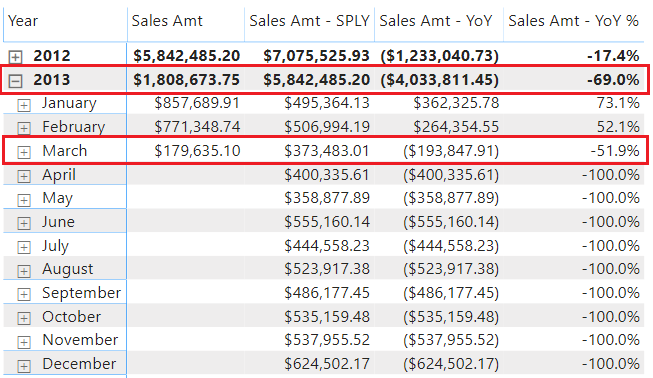 Year Sales Amt Sales Amt - SPLY Sales Amt - YoY Sales Amt - YoY %
2012 $5,842,485.20 $7,075,525.93 ($1,233,040.73) -17.4%
2013 $1,808,673.75 $5,842,485.20 ($4,033,811.45) -69.0%
January $857,689.91 $495,364.13 $362,325.78 73.1%
February $771,348.74 $506,994.19 $264,354.55 52.1%
March $179,635.10 $373,483.01 ($193,847.91) -51.9%
April $400,335.61 ($400,335.61) -100.0%
May $358,877.89 ($358,877.89) -100.0%
June $555,160.14 ($555,160.14) -100.0%
July $444,558.23 ($444,558.23) -100.0%
August $523,917.38 ($523,917.38) -100.0%
September $486,177.45 ($486,177.45) -100.0%
October $535,159.48 ($535,159.48) -100.0%
November $537,955.52 ($537,955.52) -100.0%
December $624,502.17 ($624,502.17) -100.0%